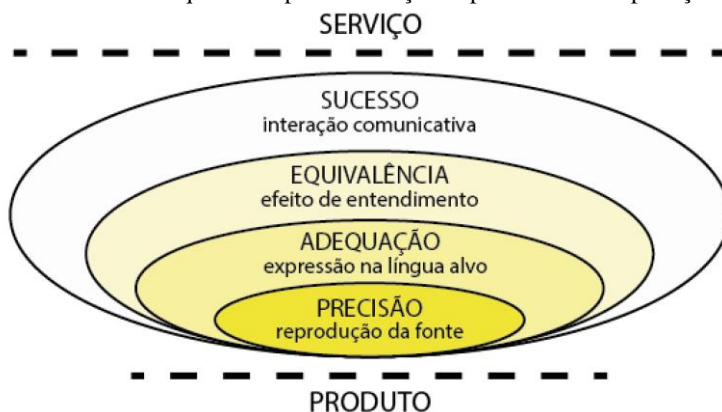 SERVIÇO
SUCESSO
interação comunicativa
EQUIVALÊNCIA
efeito de entendimento
ADEQUAÇÃO
expressão na língua alvo
PRECISÃO
reprodução da fonte
PRODUTO